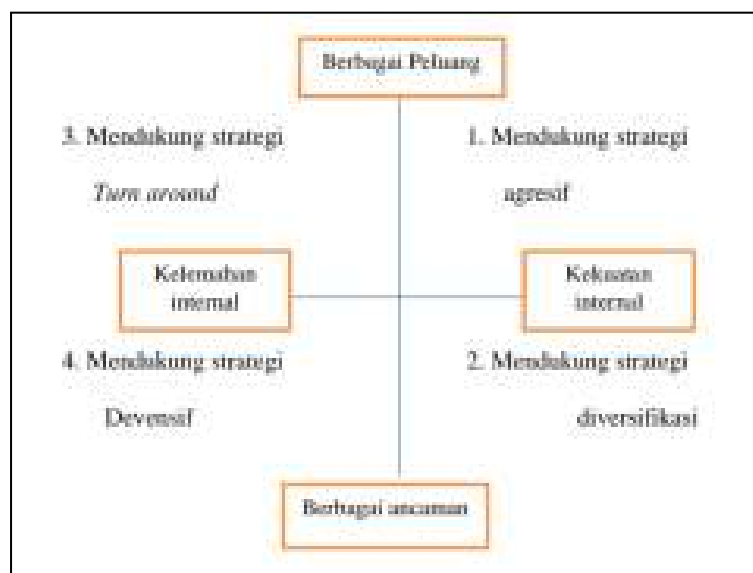 Berbagai Peluang
3. Mendukung strategi
Turn around
1. Mendukung strategi
agresif
Kelemahan
internal
Kekuatan
internal
4. Mendukung strategi
Devensif
2. Mendukung strategi
diversifikasi
Berbagai ancaman